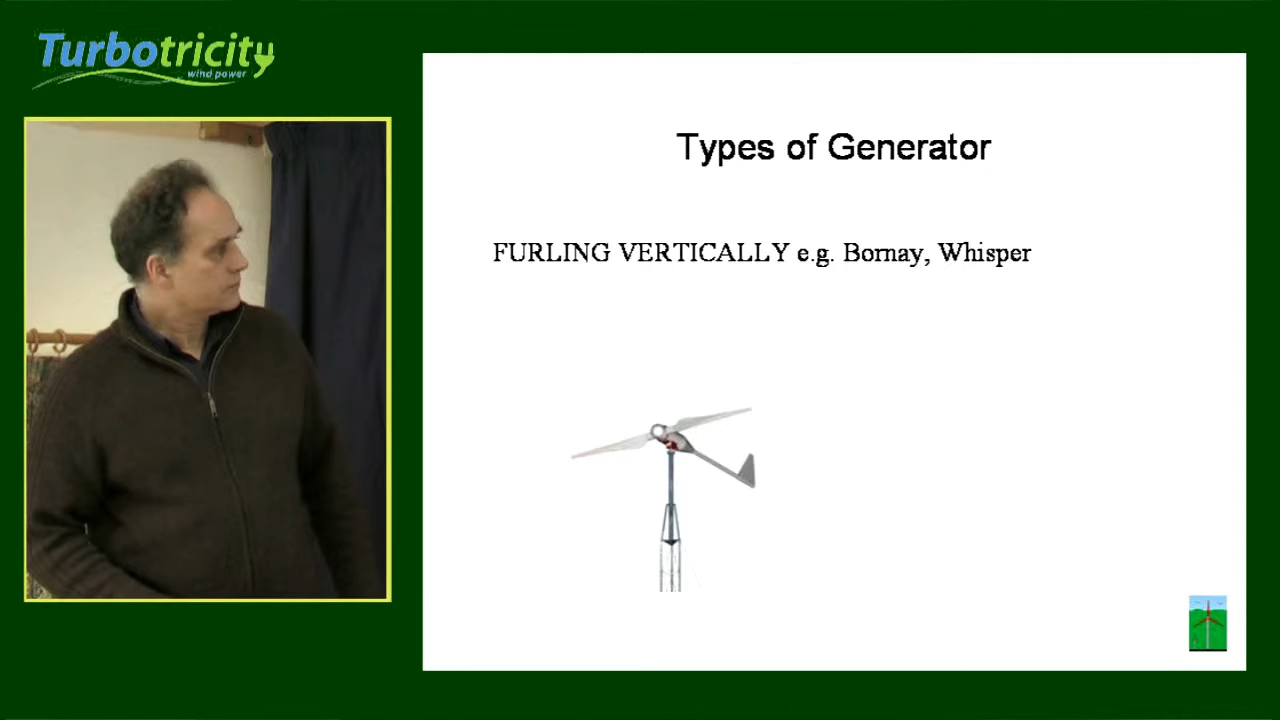 Turbotricity
wind power
Types of Generator
FURLING VERTICALLY e.g. Bornay, Whisper